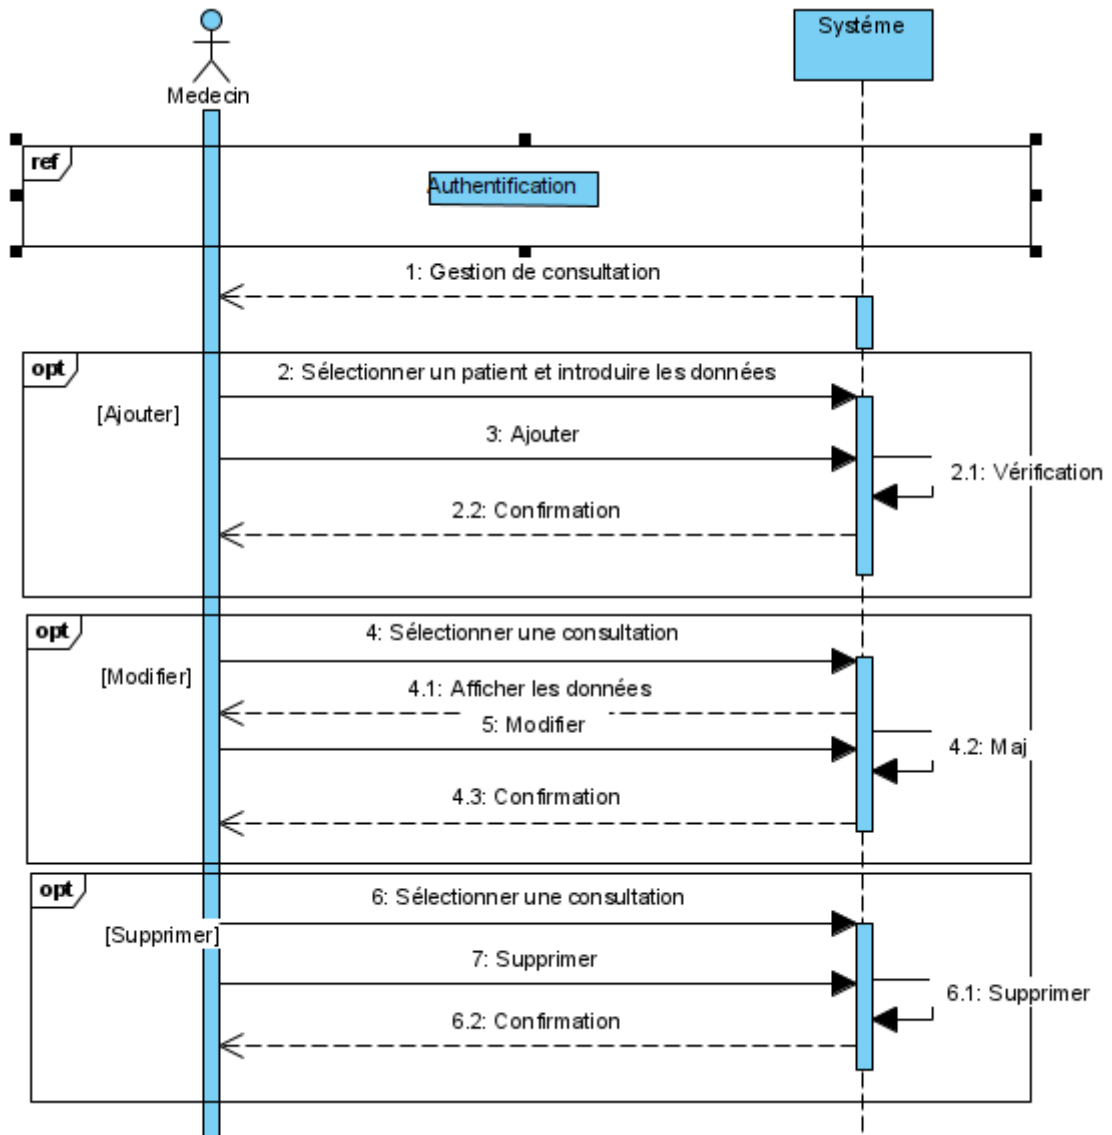 Systéme
Medecin
ref
Authentification
1: Gestion de consultation
opt
2: Sélectionner un patient et introduire les données
[Ajouter]
3: Ajouter
2.1: Vérification
2.2: Confirmation
opt
4: Sélectionner une consultation
[Modifier]
4.1: Afficher les données
5: Modifier
4.2: Maj
4.3: Confirmation
opt
6: Sélectionner une consultation
[Supprimer]
7: Supprimer
6.1: Supprimer
6.2: Confirmation